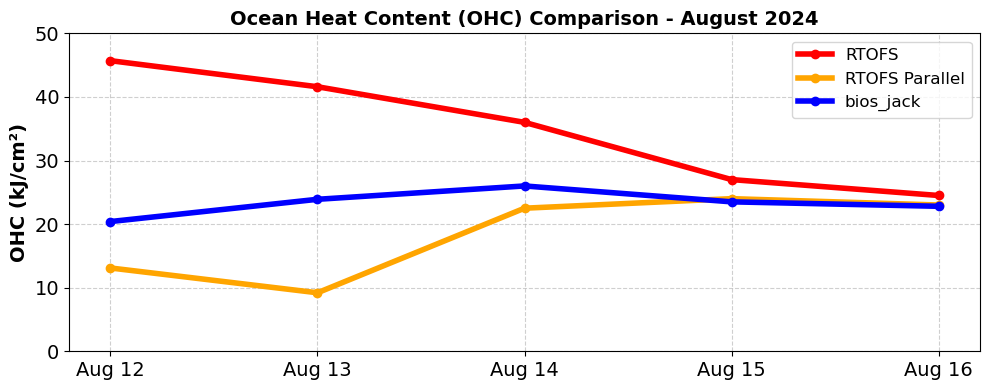 Ocean Heat Content (OHC) Comparison - August 2024
OHC (kJ/cm²)
50
40
30
20
10
0
RTOFS
RTOFS Parallel
bios_jack
Aug 12
Aug 13
Aug 14
Aug 15
Aug 16